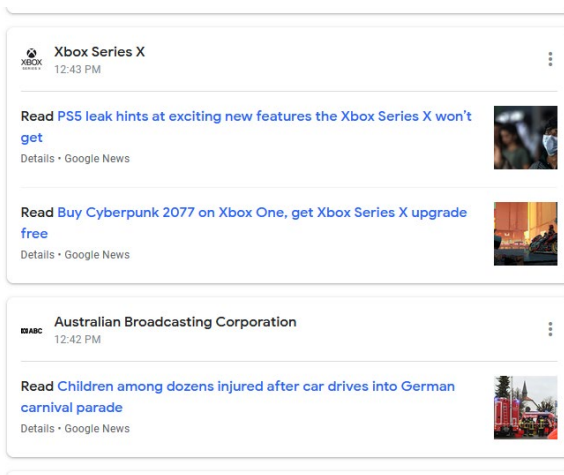 Xbox Series X
12:43 PM
XBOX
Read PS5 leak hints at exciting new features the Xbox Series X won't
get
Details • Google News
Read Buy Cyberpunk 2077 on Xbox One, get Xbox Series X upgrade
free
Details • Google News
ABC
Australian Broadcasting Corporation
12:42 PM
Read Children among dozens injured after car drives into German
carnival parade
Details • Google News